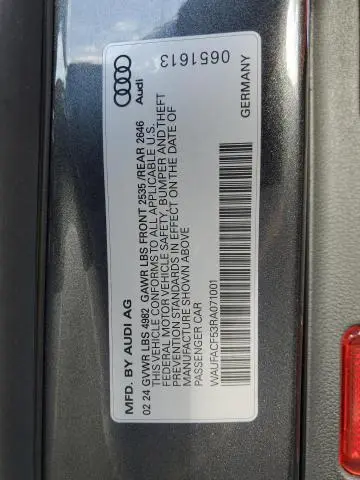 MFD. BY AUDI AG
02 24 GVWR LBS 4982 GAWR LBS FRONT 2535 /REAR 2646
THIS VEHICLE CONFORMS TO ALL APPLICABLE U.S.
FEDERAL MOTOR VEHICLE SAFETY, BUMPER AND THEFT
PREVENTION STANDARDS IN EFFECT ON THE DATE OF
MANUFACTURE SHOWN ABOVE
PASSENGER CAR
WAUFACF53RA071001
Audi
0651613
GERMANY